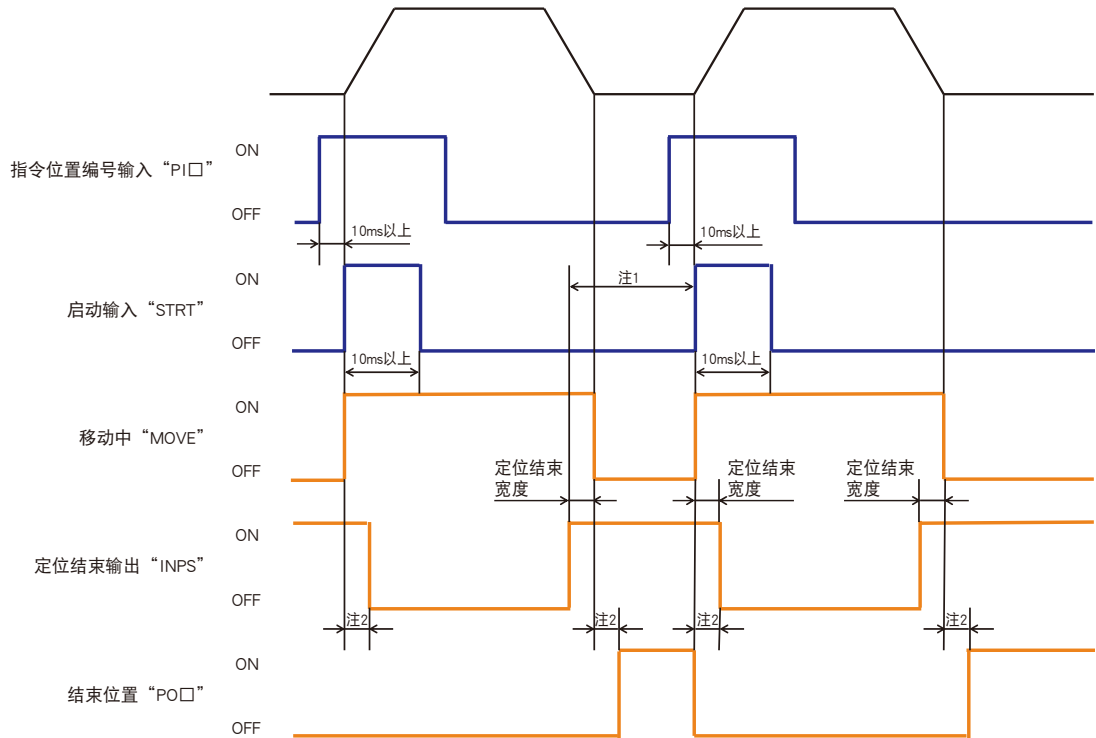 ON
指令位置编号输入“PI□”
OFF
10ms以上
10ms以上
ON
注1
启动输入“STRT”
OFF
10ms以上
10ms以上
ON
移动中“MOVE”
OFF
定位结束
宽度
定位结束
宽度
定位结束
宽度
ON
定位结束输出“INPS”
OFF
注2
注2
注2
注2
ON
结束位置“PO□”
OFF